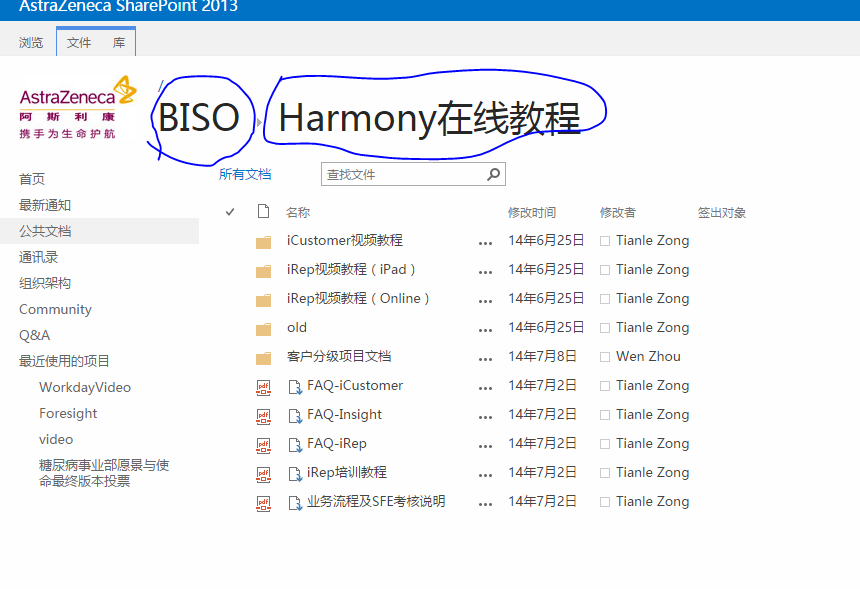 AstraZeneca SharePoint 2013
浏览 文件 库
AstraZeneca
阿斯利康
携手为生命护航
BISO Harmony在线教程
所有文档 查找文件
首页
最新通知
公共文档
通讯录
组织架构
Community
Q&A
最近使用的项目
WorkdayVideo
Foresight
video
糖尿病事业部愿景与使
命最终版本投票
名称 修改时间 修改者 签出对象
iCustomer视频教程 ... 14年6月25日 Tianle Zong
iRep视频教程（iPad） ... 14年6月25日 Tianle Zong
iRep视频教程（Online） ... 14年6月25日 Tianle Zong
old ... 14年6月25日 Tianle Zong
客户分级项目文档 ... 14年7月8日 Wen Zhou
FAQ-iCustomer ... 14年7月2日 Tianle Zong
FAQ-Insight ... 14年7月2日 Tianle Zong
FAQ-iRep ... 14年7月2日 Tianle Zong
iRep培训教程 ... 14年7月2日 Tianle Zong
业务流程及SFE考核说明 ... 14年7月2日 Tianle Zong